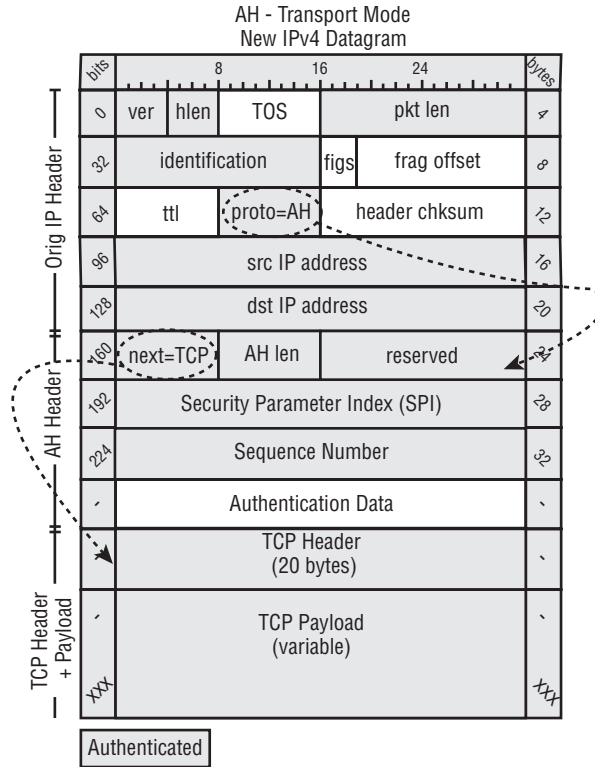 AH - Transport Mode
New IPv4 Datagram
bits 8 16 24 bytes
0 ver hlen TOS pkt len 4
32 identification figs frag offset 8
64 ttl proto=AH header chksum 12
96 src IP address 16
128 dst IP address 20
160 next=TCP AH len reserved 24
192 Security Parameter Index (SPI) 28
224 Sequence Number 32
- Authentication Data -
- TCP Header -
(20 bytes)
- TCP Payload -
(variable)
XXX XXX
Orig IP Header
AH Header
TCP Header
+ Payload
Authenticated